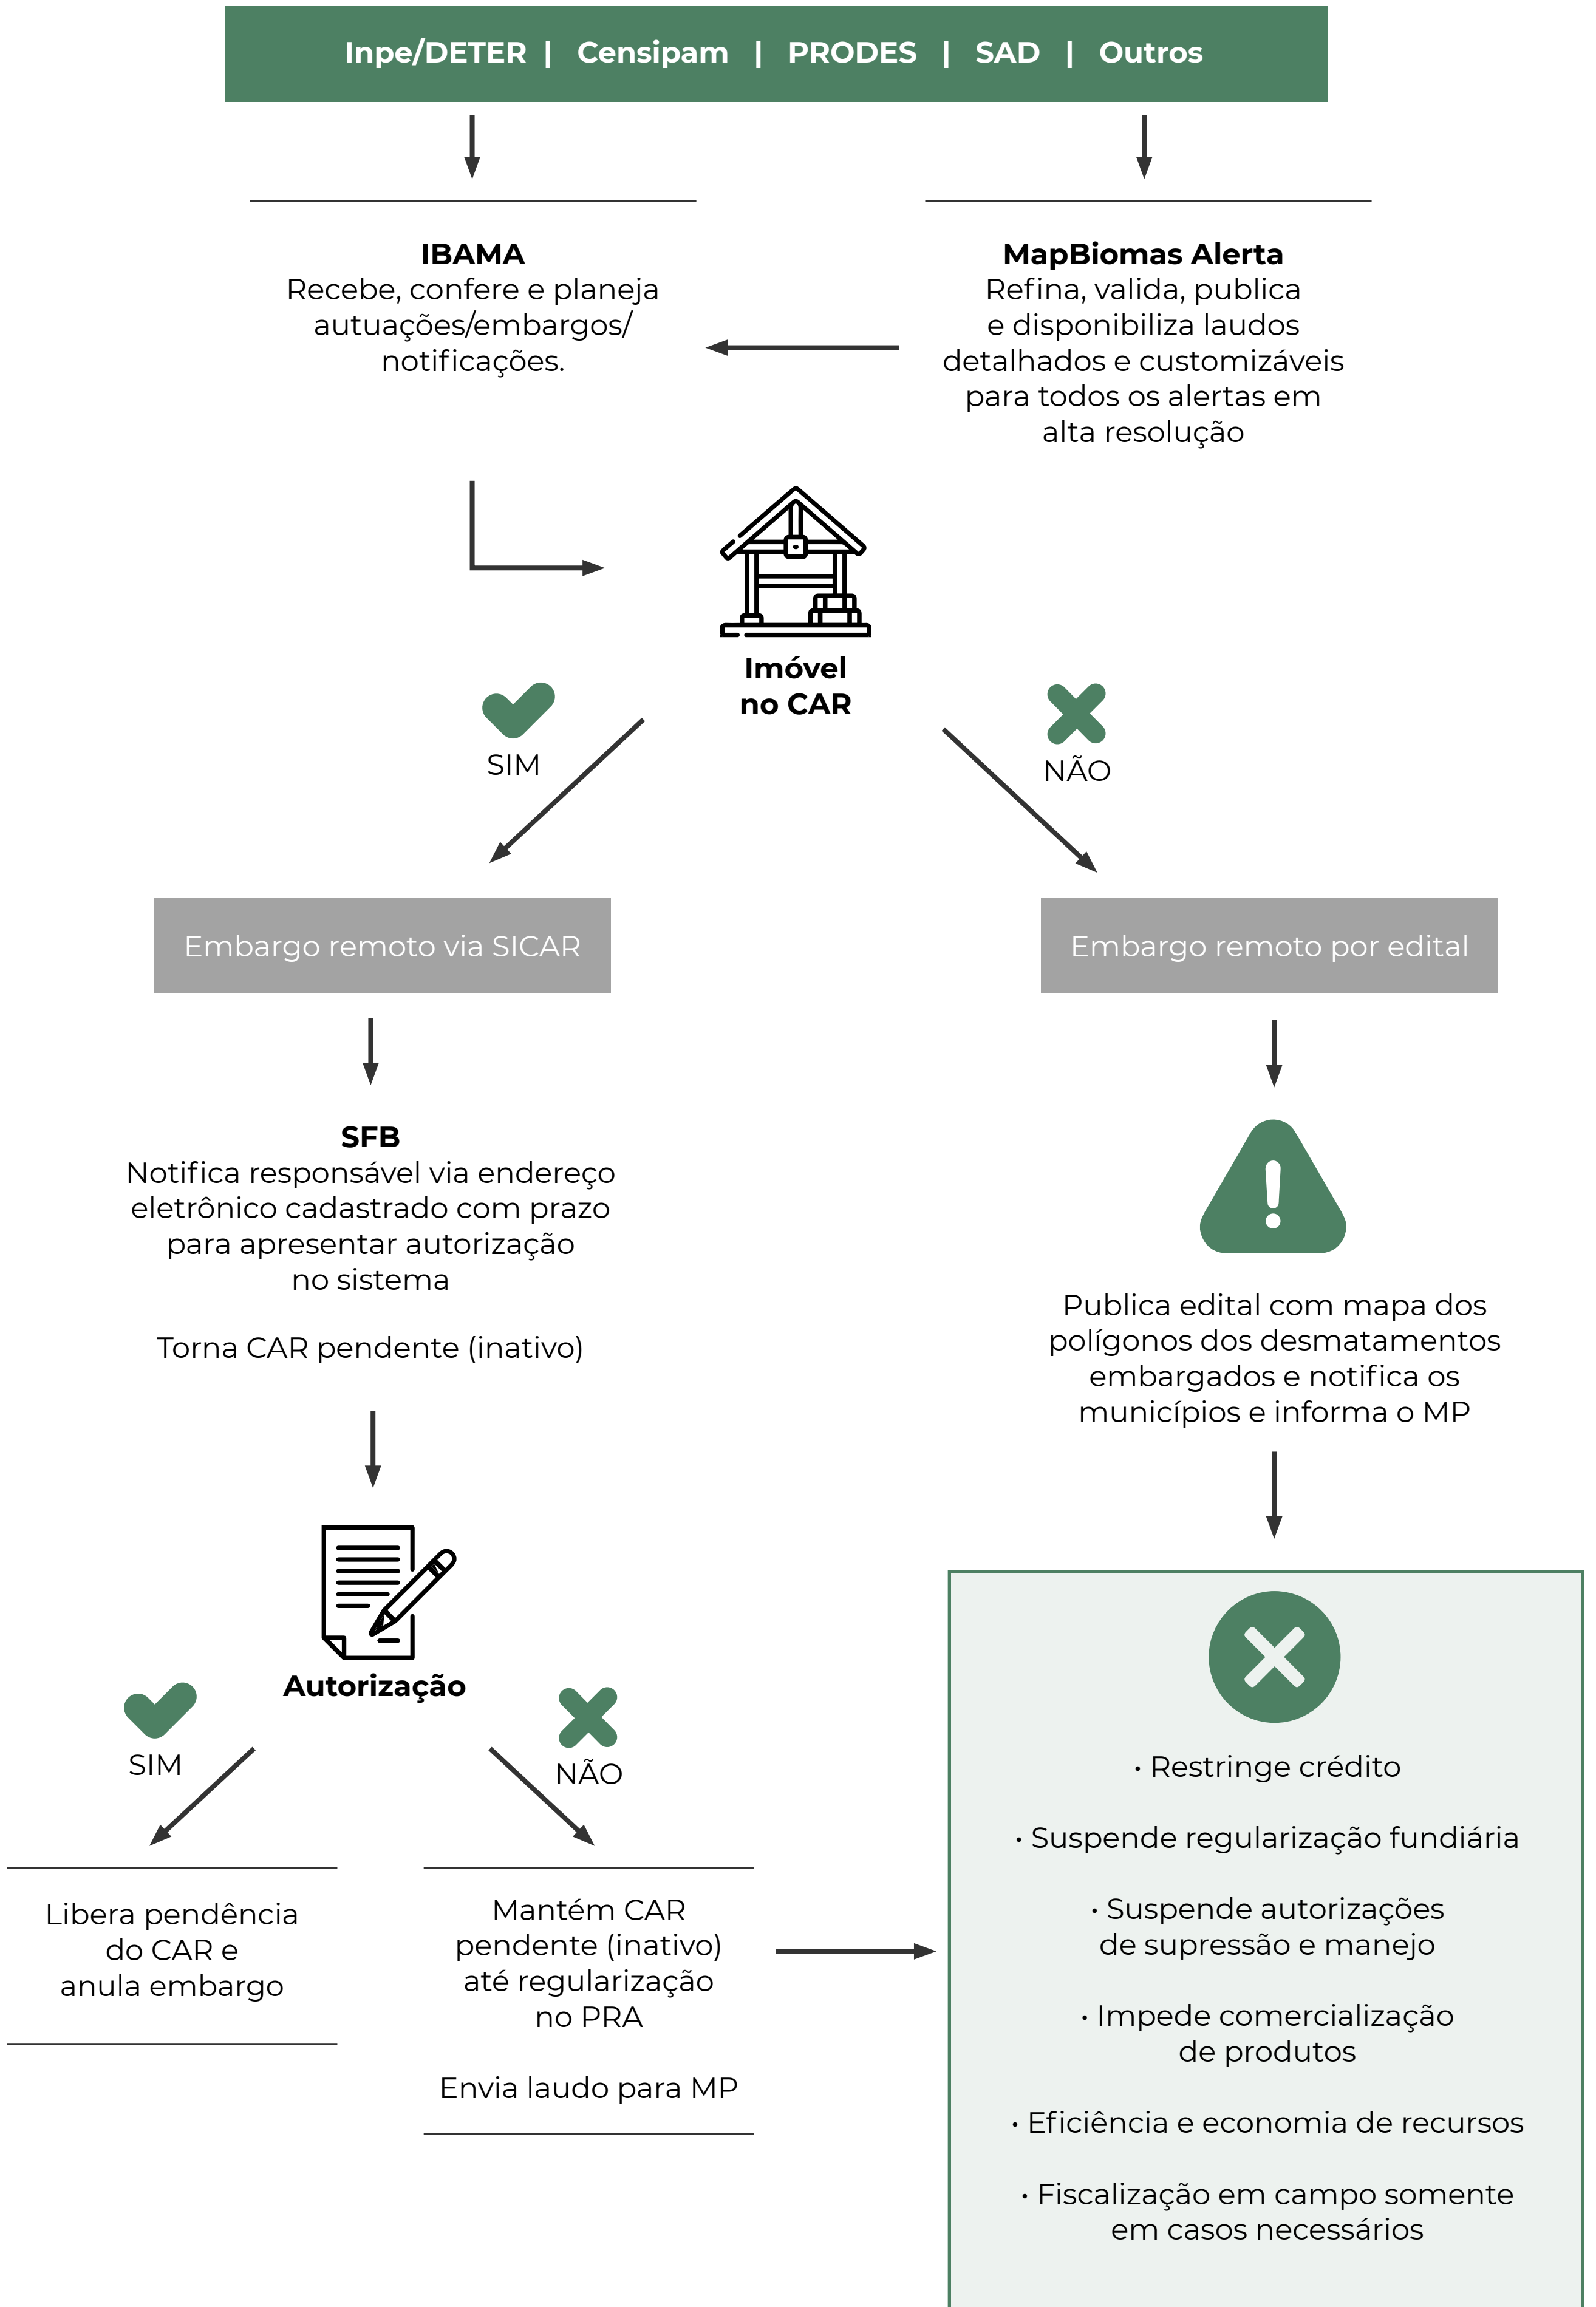 Inpe/DETER | Censipam | PRODES | SAD | Outros
IBAMA
Recebe, confere e planeja
autuações/embargos/
notificações.
MapBiomas Alerta
Refina, valida, publica
e disponibiliza laudos
detalhados e customizáveis
para todos os alertas em
alta resolução
Imóvel
no CAR
SIM
NÃO
Embargo remoto via SICAR
Embargo remoto por edital
SFB
Notifica responsável via endereço
eletrônico cadastrado com prazo
para apresentar autorização
no sistema
Torna CAR pendente (inativo)
Publica edital com mapa dos
polígonos dos desmatamentos
embargados e notifica os
municípios e informa o MP
Autorização
SIM
NÃO
Libera pendência
do CAR e
anula embargo
Mantém CAR
pendente (inativo)
até regularização
no PRA
Envia laudo para MP
• Restringe crédito
• Suspende regularização fundiária
• Suspende autorizações
de supressão e manejo
• Impede comercialização
de produtos
• Eficiência e economia de recursos
• Fiscalização em campo somente
em casos necessários